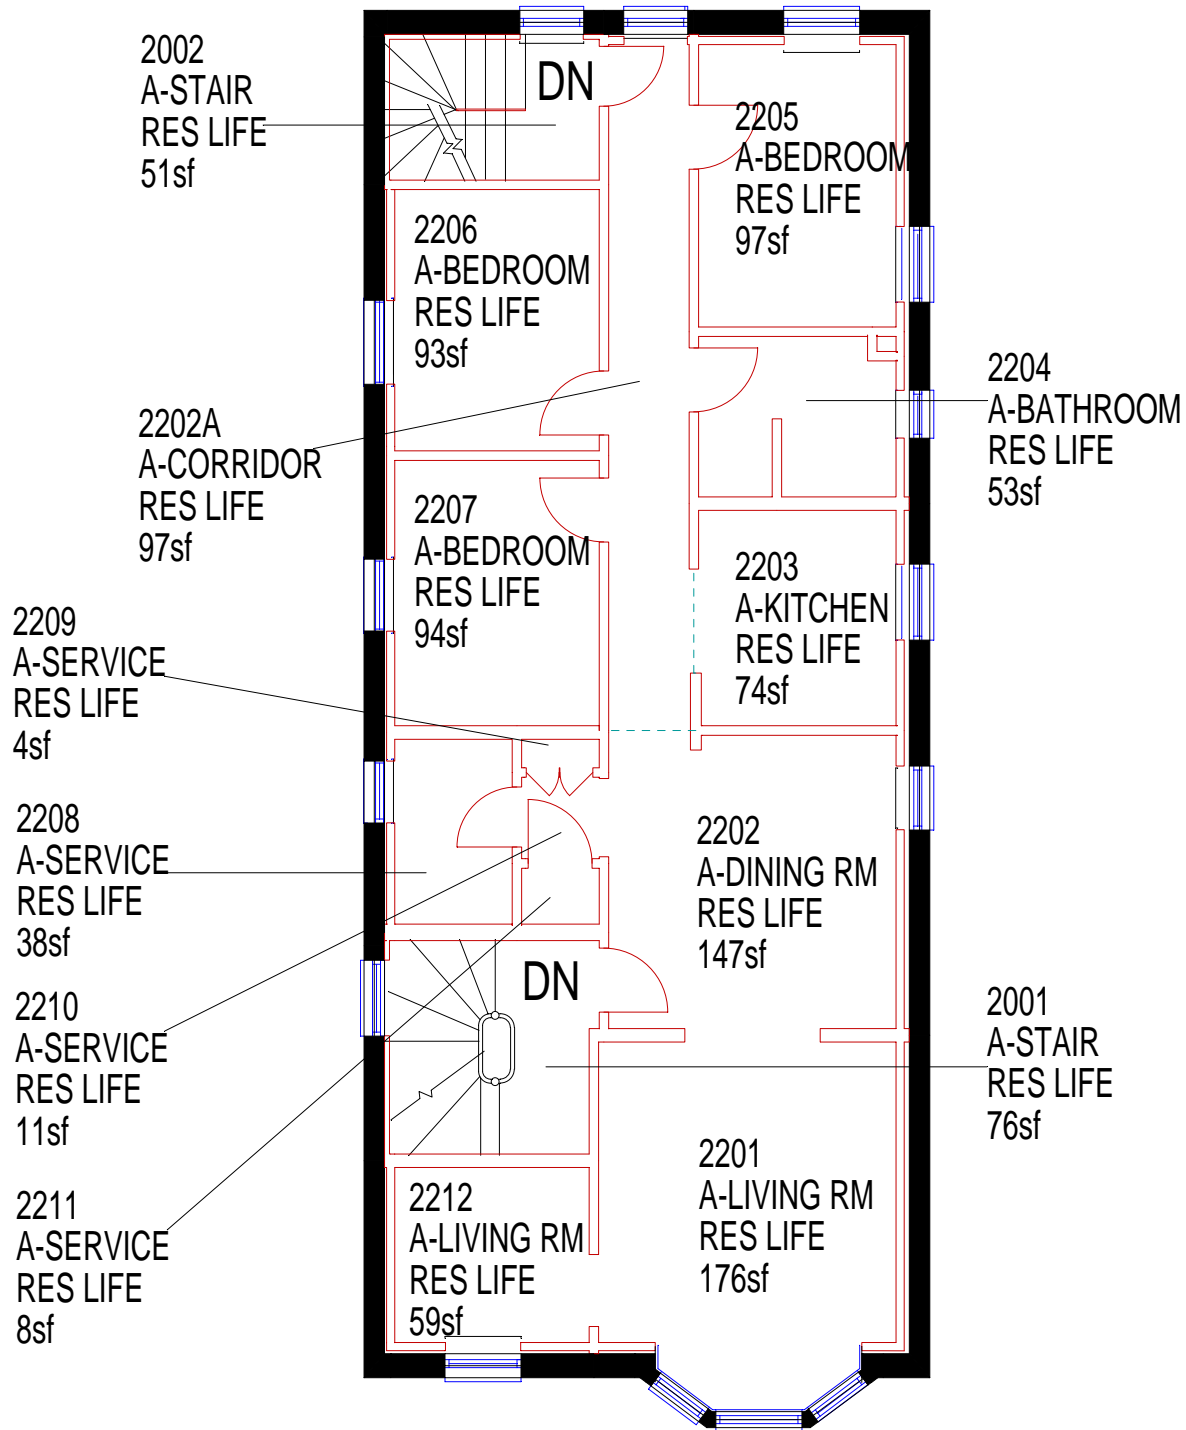 2002
A-STAIR
RES LIFE
51sf
DN
2205
A-BEDROOM
RES LIFE
97sf
2206
A-BEDROOM
RES LIFE
93sf
2204
A-BATHROOM
RES LIFE
53sf
2202A
A-CORRIDOR
RES LIFE
97sf
2207
A-BEDROOM
RES LIFE
94sf
2203
A-KITCHEN
RES LIFE
74sf
2209
A-SERVICE
RES LIFE
4sf
2208
A-SERVICE
RES LIFE
38sf
2202
A-DINING RM
RES LIFE
147sf
DN
2210
A-SERVICE
RES LIFE
11sf
2001
A-STAIR
RES LIFE
76sf
2211
A-SERVICE
RES LIFE
8sf
2212
A-LIVING RM
RES LIFE
59sf
2201
A-LIVING RM
RES LIFE
176sf